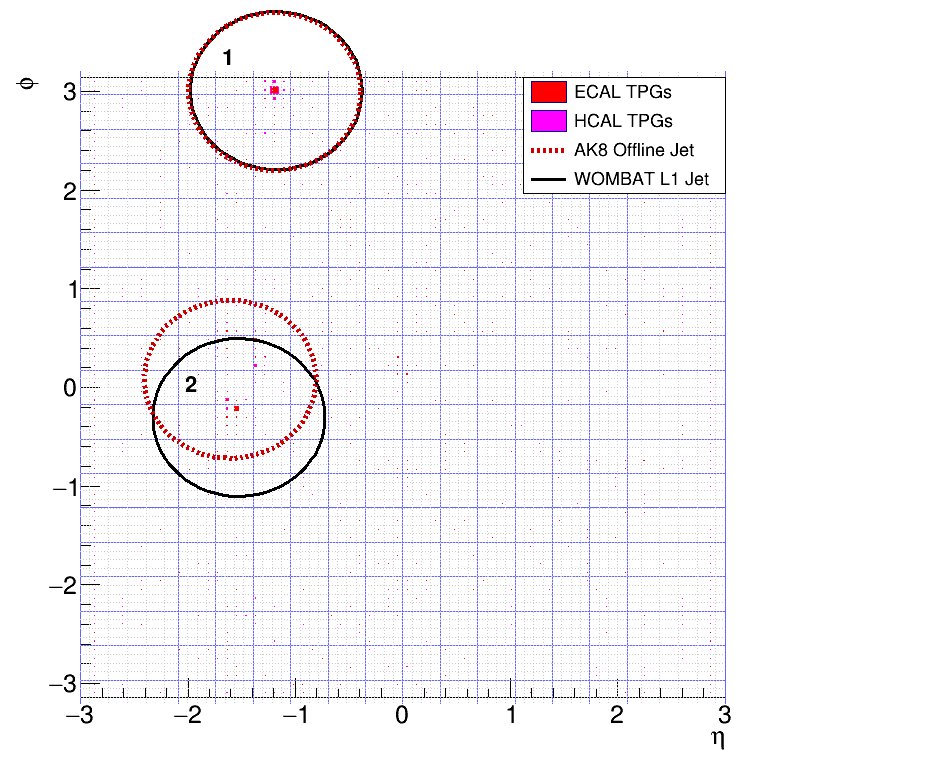 1
ϕ
3
2
1
0
−1
−2
−3
ECAL TPGs
HCAL TPGs
AK8 Offline Jet
WOMBAT L1 Jet
2
−3 −2 −1 0 1 2 3
η